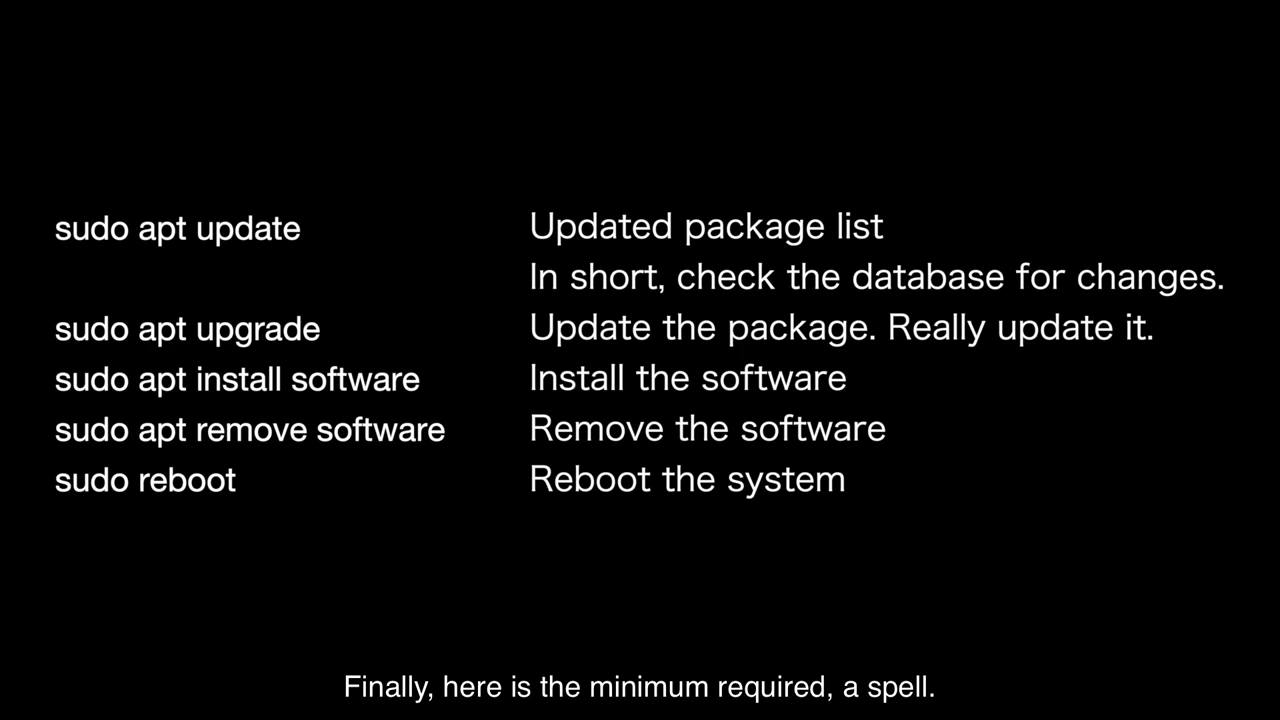 sudo apt update Updated package list
In short, check the database for changes.
sudo apt upgrade Update the package. Really update it.
sudo apt install software Install the software
sudo apt remove software Remove the software
sudo reboot Reboot the system
Finally, here is the minimum required, a spell.